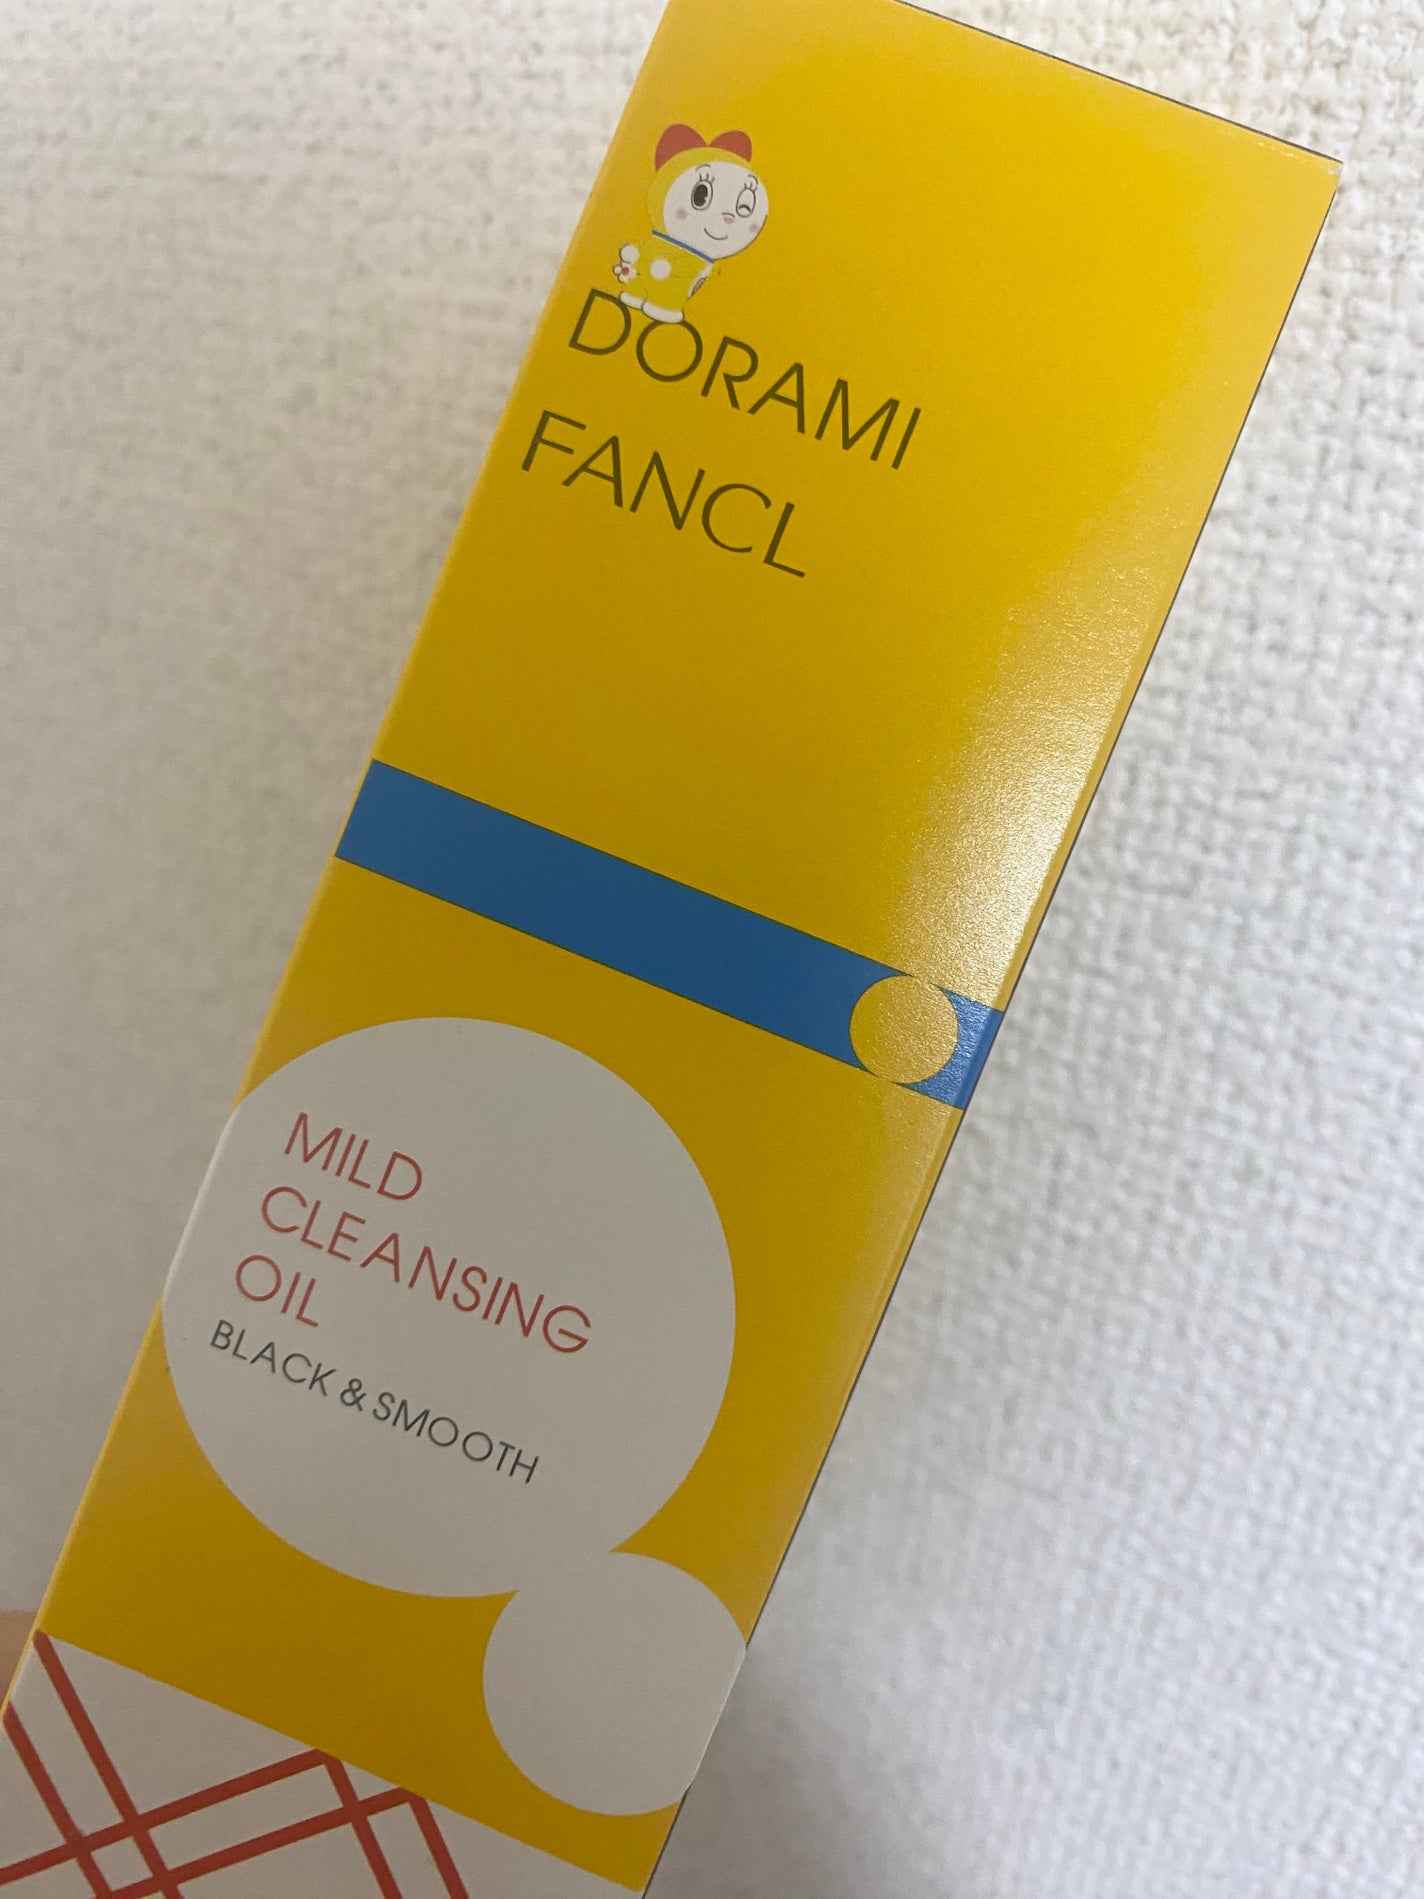 DORAMI
FANCL
MILD
CLEANSING
OIL
BLACK & SMOOTH